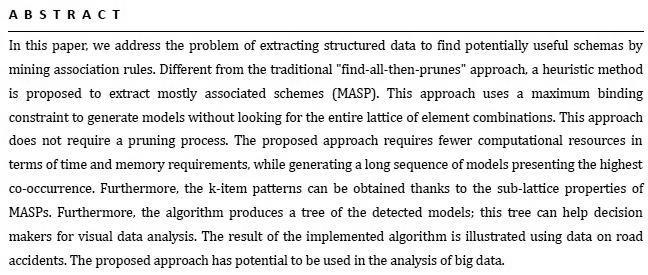 A B S T R A C T
In this paper, we address the problem of extracting structured data to find potentially useful schemas by
mining association rules. Different from the traditional "find-all-then-prunes" approach, a heuristic method
is proposed to extract mostly associated schemes (MASP). This approach uses a maximum binding
constraint to generate models without looking for the entire lattice of element combinations. This approach
does not require a pruning process. The proposed approach requires fewer computational resources in
terms of time and memory requirements, while generating a long sequence of models presenting the highest
co-occurrence. Furthermore, the k-item patterns can be obtained thanks to the sub-lattice properties of
MASPs. Furthermore, the algorithm produces a tree of the detected models; this tree can help decision
makers for visual data analysis. The result of the implemented algorithm is illustrated using data on road
accidents. The proposed approach has potential to be used in the analysis of big data.